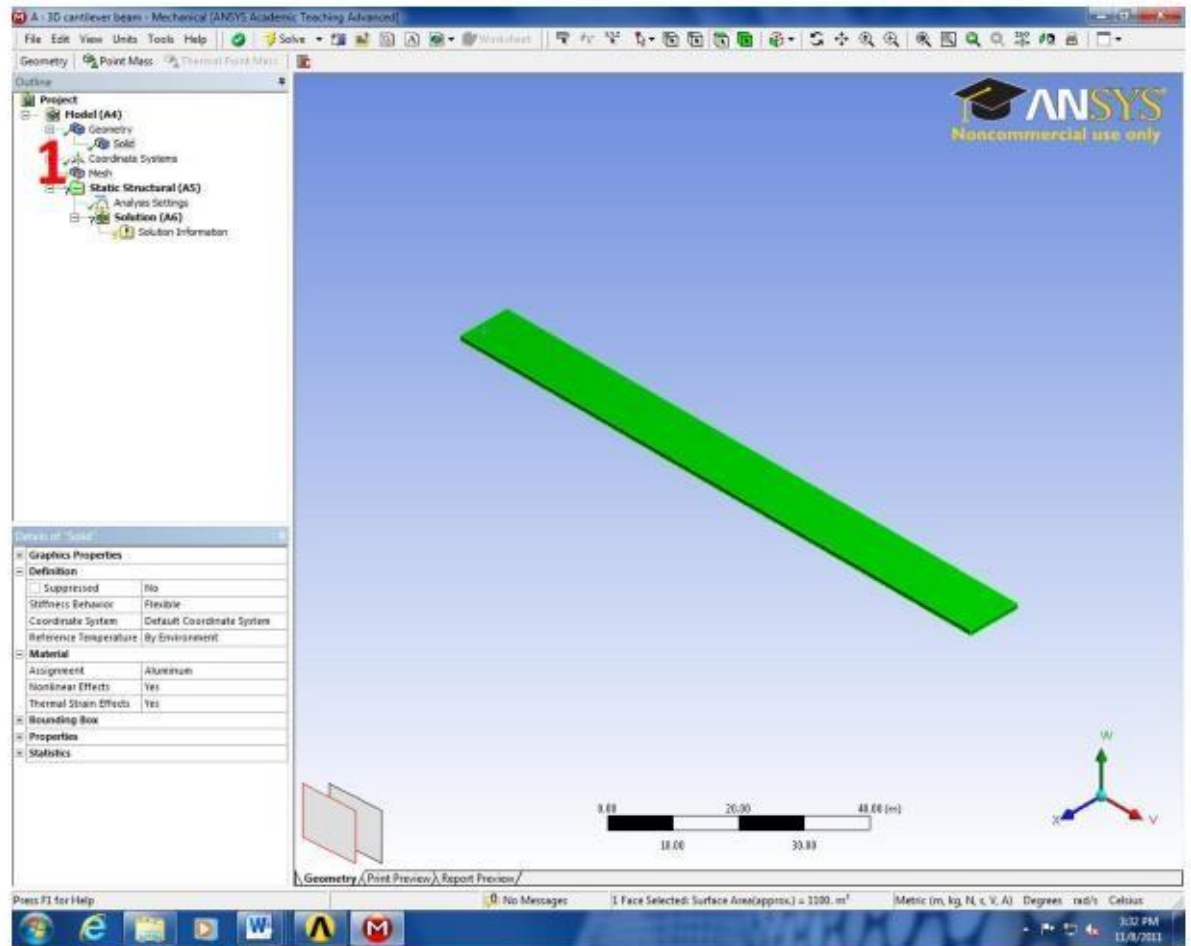 A - 3D cantilever beam - Mechanical [ANSYS Academic Teaching Advanced]
File Edit View Units Tools Help Solve Worksheet
Geometry Point Mass Thermal Point Mass
Outline
Project
Model (A4)
Geometry
Solid
1
Coordinate Systems
Mesh
Static Structural (A5)
Analysis Settings
Solution (A6)
Solution Information
ANSYS
Noncommercial use only
Details of "Solid"
Graphics Properties
Definition
Suppressed No
Stiffness Behavior Flexible
Coordinate System Default Coordinate System
Reference Temperature By Environment
Material
Assignment Aluminum
Nonlinear Effects Yes
Thermal Strain Effects Yes
Bounding Box
Properties
Statistics
0.00 20.00 40.00 (m)
10.00 30.00
Geometry Print Preview Report Preview
Press F1 for Help No Messages 1 Face Selected: Surface Area(approx.) = 1100. m² Metric (m, kg, N, s, V, A) Degrees rad/s Celsius
3:32 PM
11/8/2011